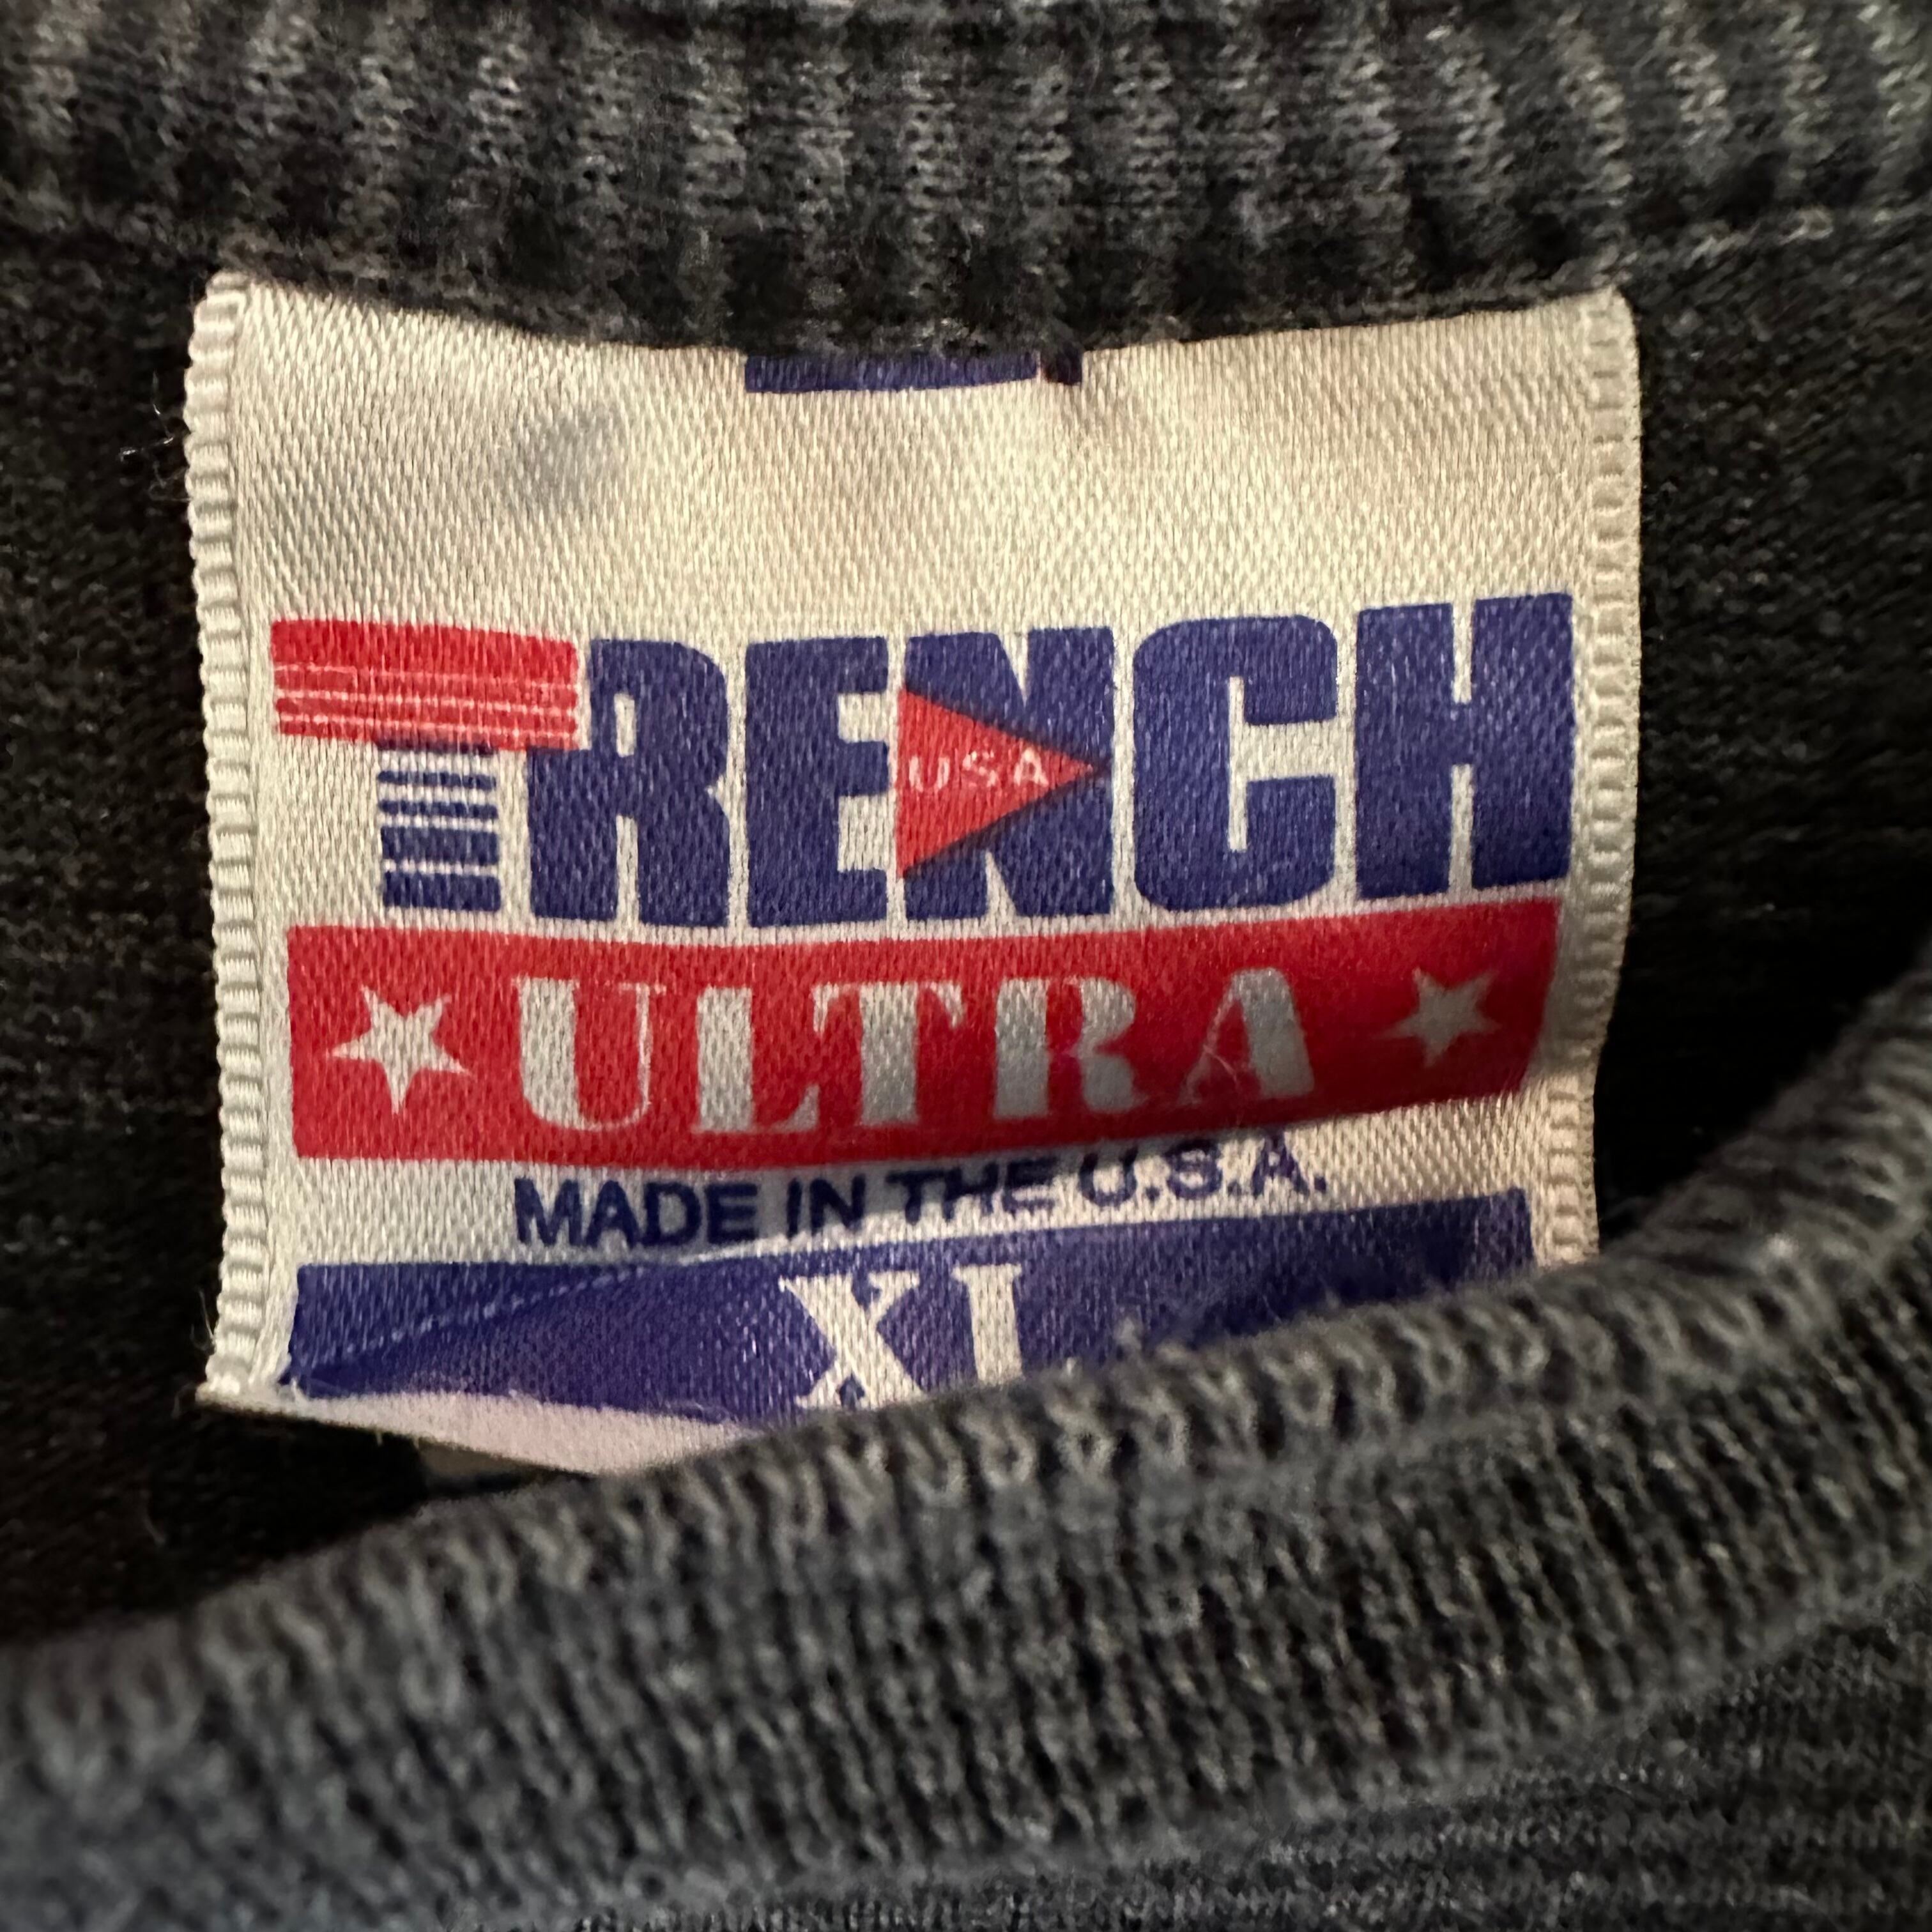 TRENCH
USA
ULTRA
MADE IN THE U.S.A.
XL